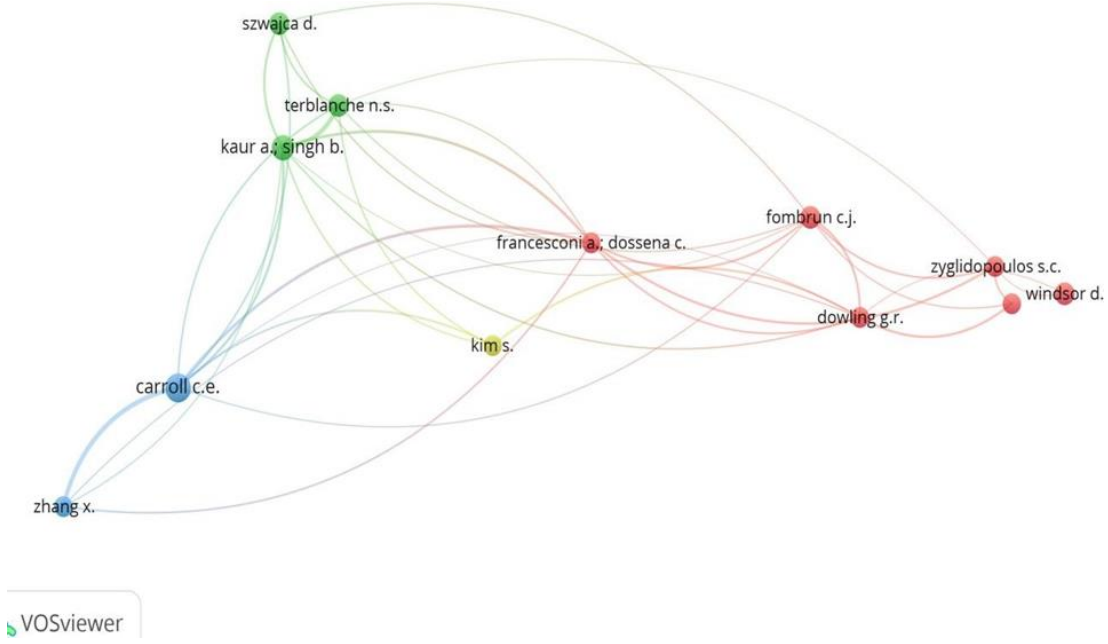 szwajca d.
terblanche n.s.
kaur a.; singh b.
fombrun c.j.
francesconi a.; dossena c.
zyglidopoulos s.c.
windsor d.
dowling g.r.
kim s.
carroll c.e.
zhang x.
VOSviewer